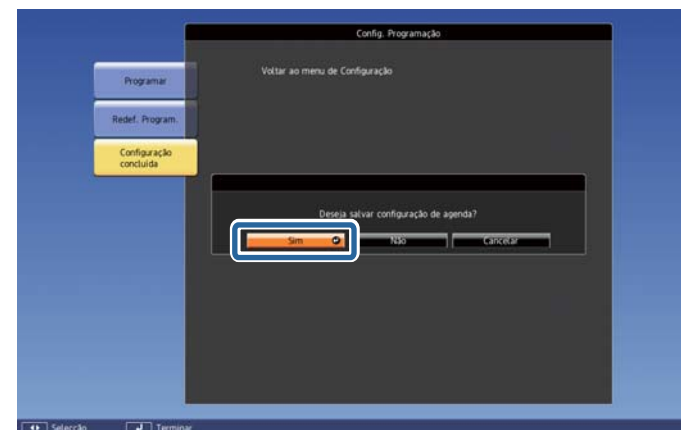 Config. Programação
Programar
Redef. Program.
Configuração
concluída
Voltar ao menu de Configuração
Deseja salvar configuração de agenda?
Sim Não Cancelar
Selecção Terminar